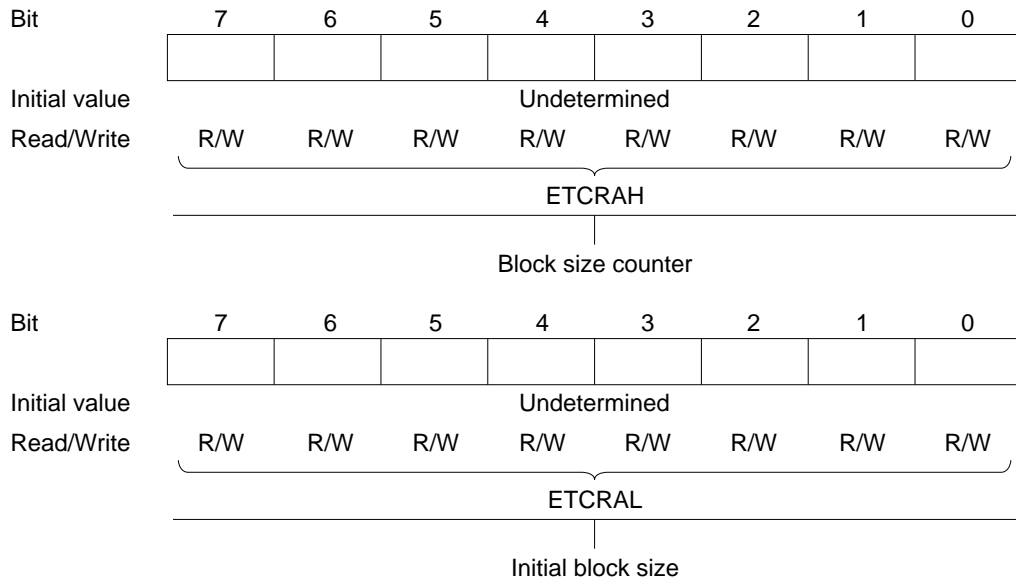 Bit 7 6 5 4 3 2 1 0
Initial value Undetermined
Read/Write R/W R/W R/W R/W R/W R/W R/W R/W
ETCRAH
Block size counter
Bit 7 6 5 4 3 2 1 0
Initial value Undetermined
Read/Write R/W R/W R/W R/W R/W R/W R/W R/W
ETCRAL
Initial block size